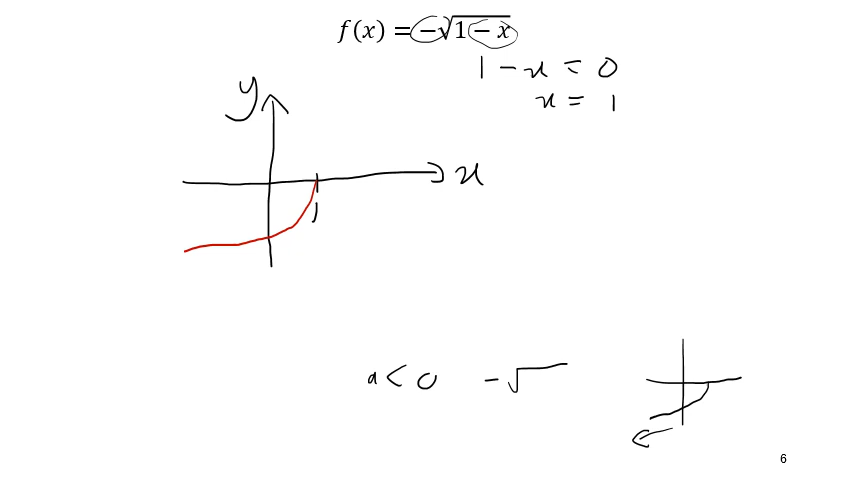 f(x) = −√1 − x
1 − x = 0
x = 1
y
x
1
a < 0 −√
6